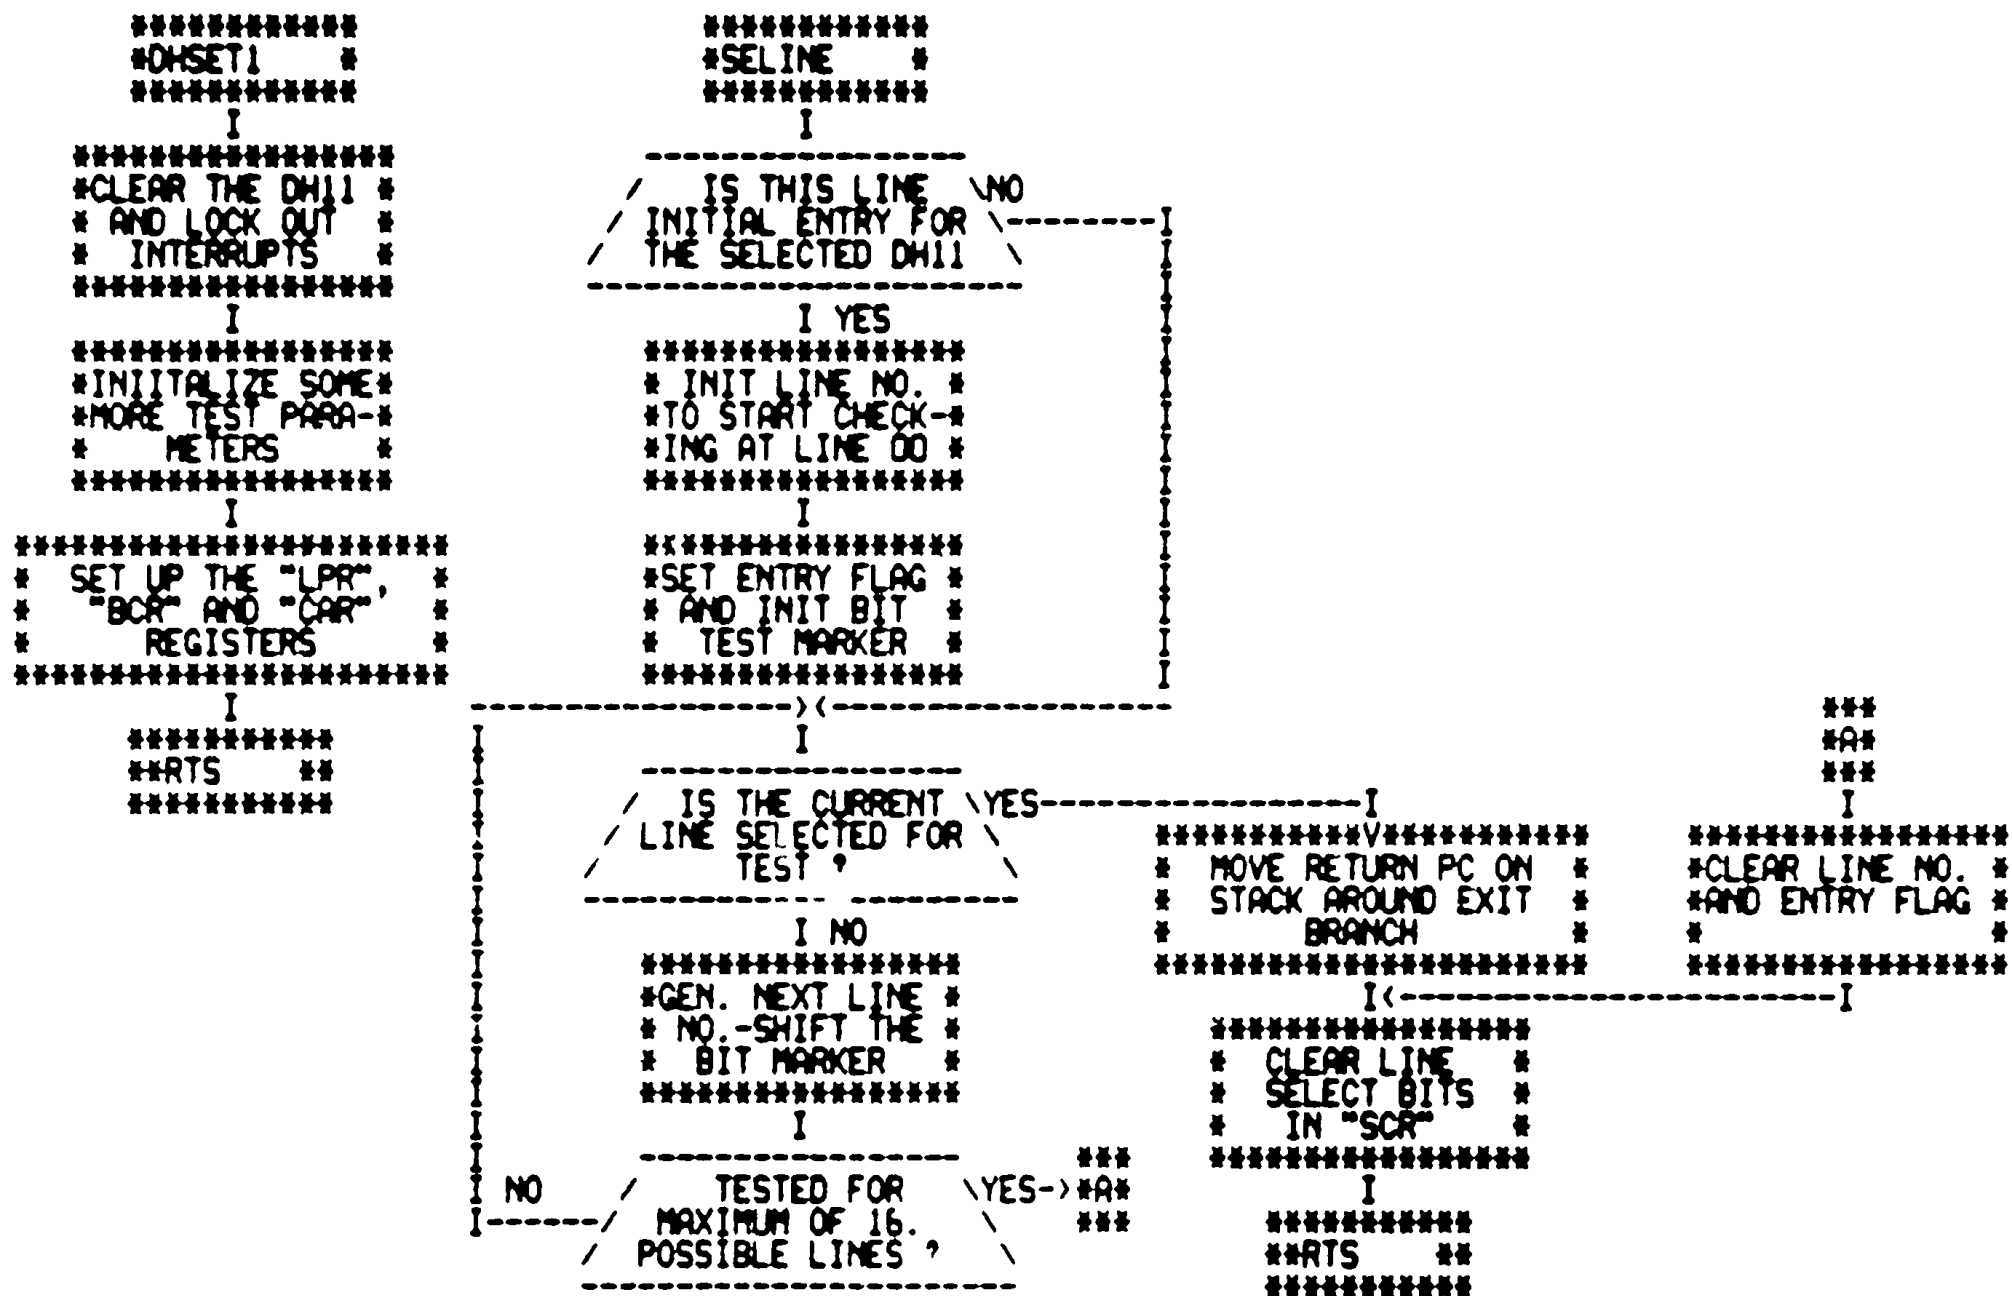 DHSET1
CLEAR THE DH11
AND LOCK OUT
INTERRUPTS
INIITALIZE SOME
MORE TEST PARA-
METERS
SET UP THE "LPR",
"BCR" AND "CAR"
REGISTERS
RTS
SELINE
IS THIS LINE
INITIAL ENTRY FOR
THE SELECTED DH11
NO
YES
INIT LINE NO.
TO START CHECK-
ING AT LINE 00
SET ENTRY FLAG
AND INIT BIT
TEST MARKER
IS THE CURRENT
LINE SELECTED FOR
TEST ?
YES
NO
GEN. NEXT LINE
NO.-SHIFT THE
BIT MARKER
TESTED FOR
MAXIMUM OF 16.
POSSIBLE LINES ?
NO
YES
A
MOVE RETURN PC ON
STACK AROUND EXIT
BRANCH
A
CLEAR LINE NO.
AND ENTRY FLAG
CLEAR LINE
SELECT BITS
IN "SCR"
RTS